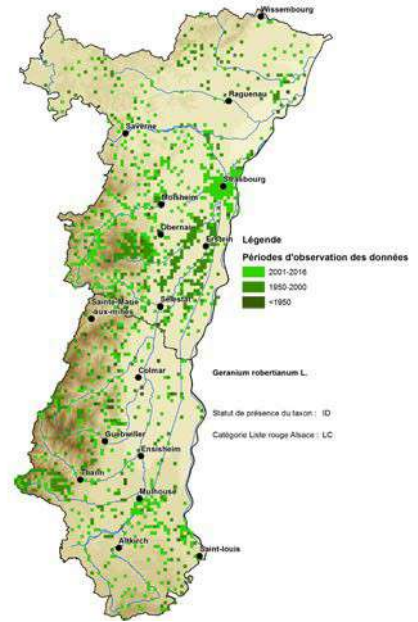 Wissembourg
Haguenau
Saverne
Strasbourg
Molsheim
Obernai
Erstein
Légende
Périodes d'observation des données
2001-2016
1950-2000
<1950
Sainte-Marie
-aux-mines
Sélestat
Colmar
Geranium robertianum L.
Statut de présence du taxon : ID
Catégorie Liste rouge Alsace : LC
Guebwiller
Ensisheim
Thann
Mulhouse
Altkirch
Saint-louis